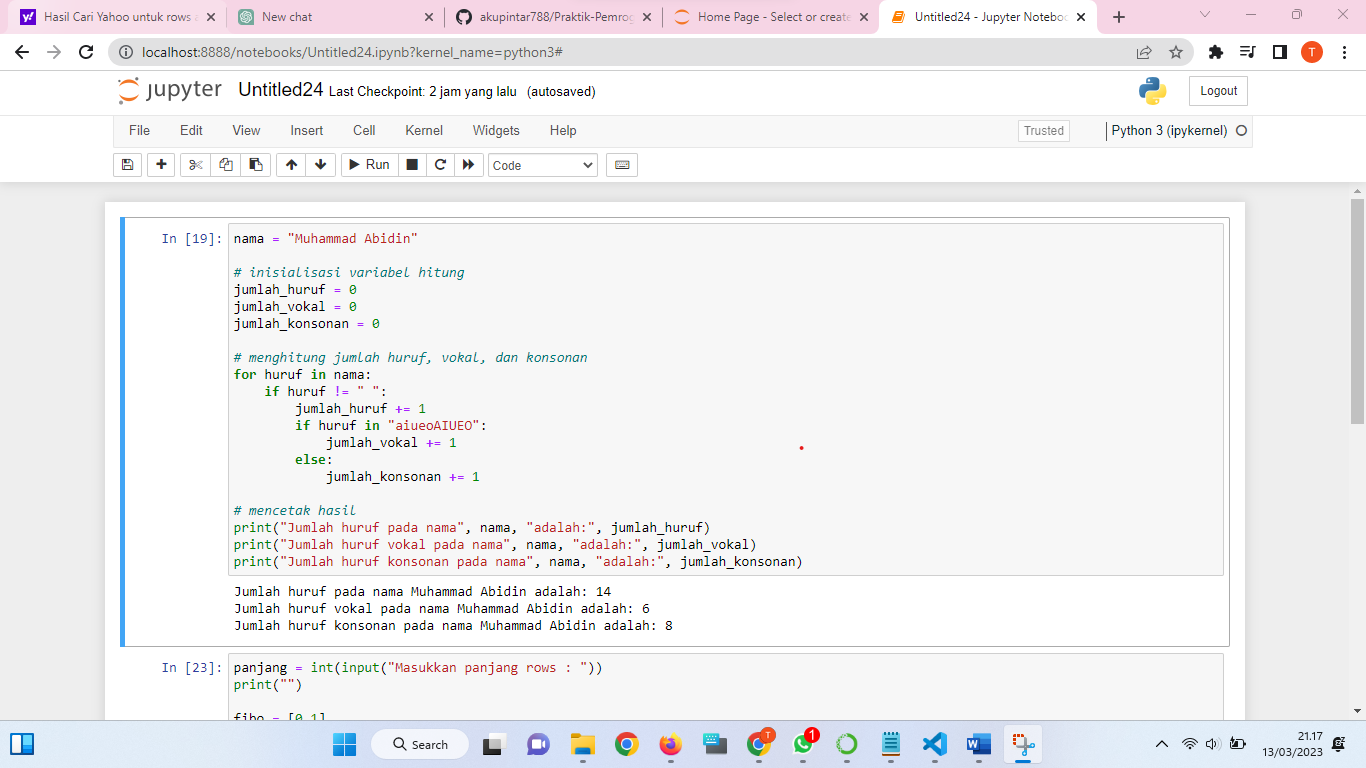 Hasil Cari Yahoo untuk rows
New chat
akupintar788/Praktik-Pemrog
Home Page - Select or create
Untitled24 - Jupyter Notebook
localhost:8888/notebooks/Untitled24.ipynb?kernel_name=python3#
T
jupyter Untitled24 Last Checkpoint: 2 jam yang lalu (autosaved)
Logout
File Edit View Insert Cell Kernel Widgets Help
Trusted
Python 3 (ipykernel)
Run
Code
In [19]: nama = "Muhammad Abidin"
# inisialisasi variabel hitung
jumlah_huruf = 0
jumlah_vokal = 0
jumlah_konsonan = 0
# menghitung jumlah huruf, vokal, dan konsonan
for huruf in nama:
    if huruf != " ":
        jumlah_huruf += 1
        if huruf in "aiueoAIUEO":
            jumlah_vokal += 1
        else:
            jumlah_konsonan += 1
# mencetak hasil
print("Jumlah huruf pada nama", nama, "adalah:", jumlah_huruf)
print("Jumlah huruf vokal pada nama", nama, "adalah:", jumlah_vokal)
print("Jumlah huruf konsonan pada nama", nama, "adalah:", jumlah_konsonan)
Jumlah huruf pada nama Muhammad Abidin adalah: 14
Jumlah huruf vokal pada nama Muhammad Abidin adalah: 6
Jumlah huruf konsonan pada nama Muhammad Abidin adalah: 8
In [23]: panjang = int(input("Masukkan panjang rows : "))
print("")
fibo = [0,1]
Search
T
1
21.17
13/03/2023